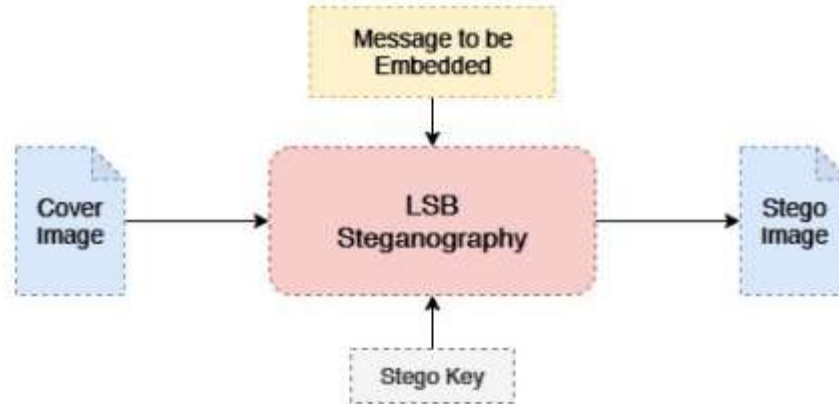 Message to be
Embedded
Cover
Image
LSB
Steganography
Stego
Image
Stego Key